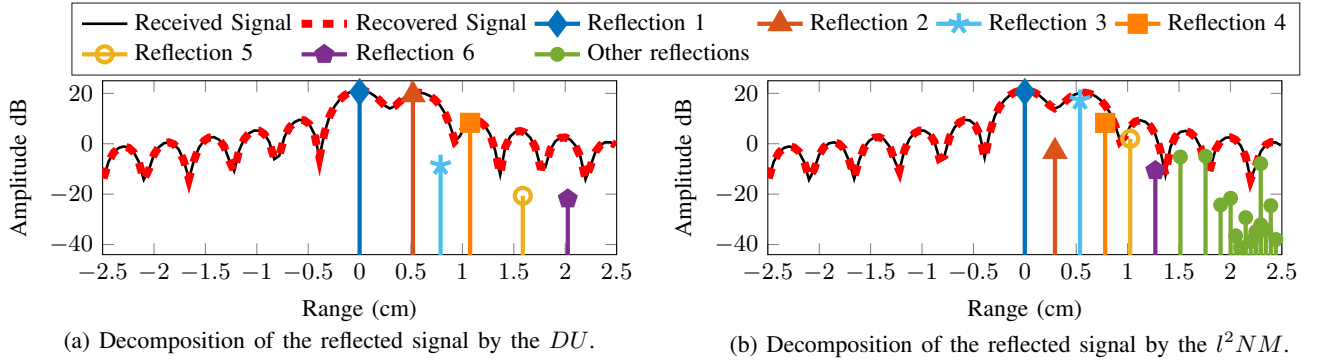 Received Signal Recovered Signal Reflection 1 Reflection 2 Reflection 3 Reflection 4
Reflection 5 Reflection 6 Other reflections
Amplitude dB
20
0
−20
−40
−2.5 −2 −1.5 −1 −0.5 0 0.5 1 1.5 2 2.5
Range (cm)
(a) Decomposition of the reflected signal by the DU.
Amplitude dB
20
0
−20
−40
−2.5 −2 −1.5 −1 −0.5 0 0.5 1 1.5 2 2.5
Range (cm)
(b) Decomposition of the reflected signal by the l²NM.